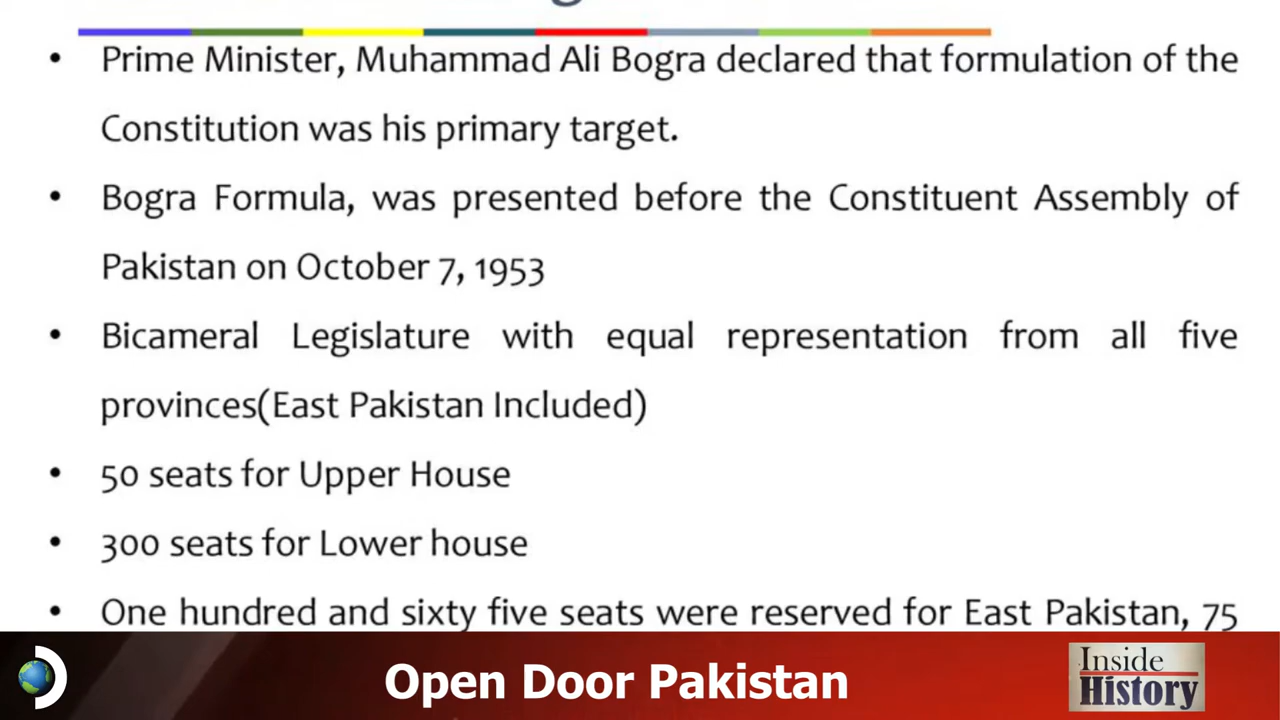 • Prime Minister, Muhammad Ali Bogra declared that formulation of the
Constitution was his primary target.
• Bogra Formula, was presented before the Constituent Assembly of
Pakistan on October 7, 1953
• Bicameral Legislature with equal representation from all five
provinces(East Pakistan Included)
• 50 seats for Upper House
• 300 seats for Lower house
• One hundred and sixty five seats were reserved for East Pakistan, 75
Open Door Pakistan
Inside
History